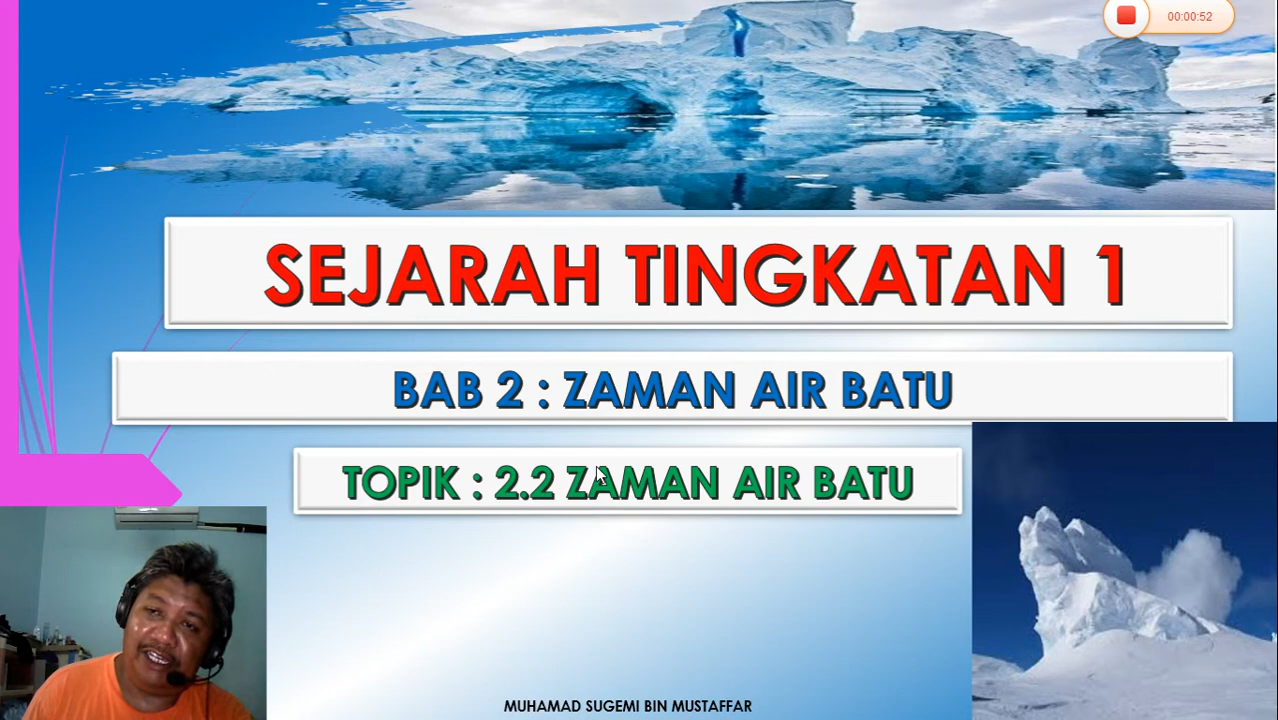 00:00:52
SEJARAH TINGKATAN 1
BAB 2 : ZAMAN AIR BATU
TOPIK : 2.2 ZAMAN AIR BATU
MUHAMAD SUGEMI BIN MUSTAFFAR